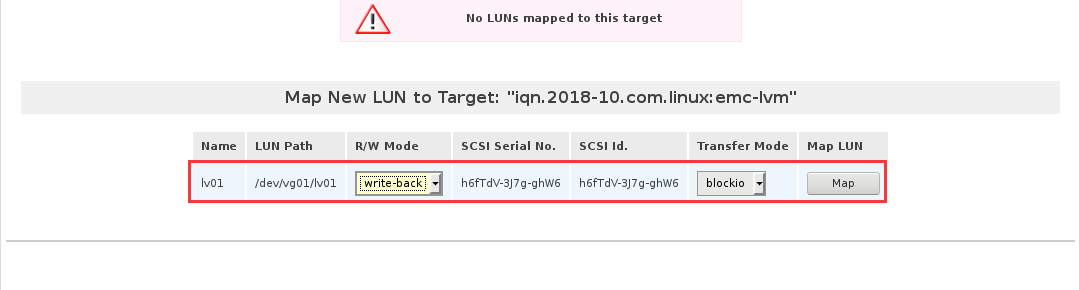 No LUNs mapped to this target
Map New LUN to Target: "iqn.2018-10.com.linux:emc-lvm"
Name LUN Path R/W Mode SCSI Serial No. SCSI Id. Transfer Mode Map LUN
lv01 /dev/vg01/lv01 write-back h6fTdV-3J7g-ghW6 h6fTdV-3J7g-ghW6 blockio Map